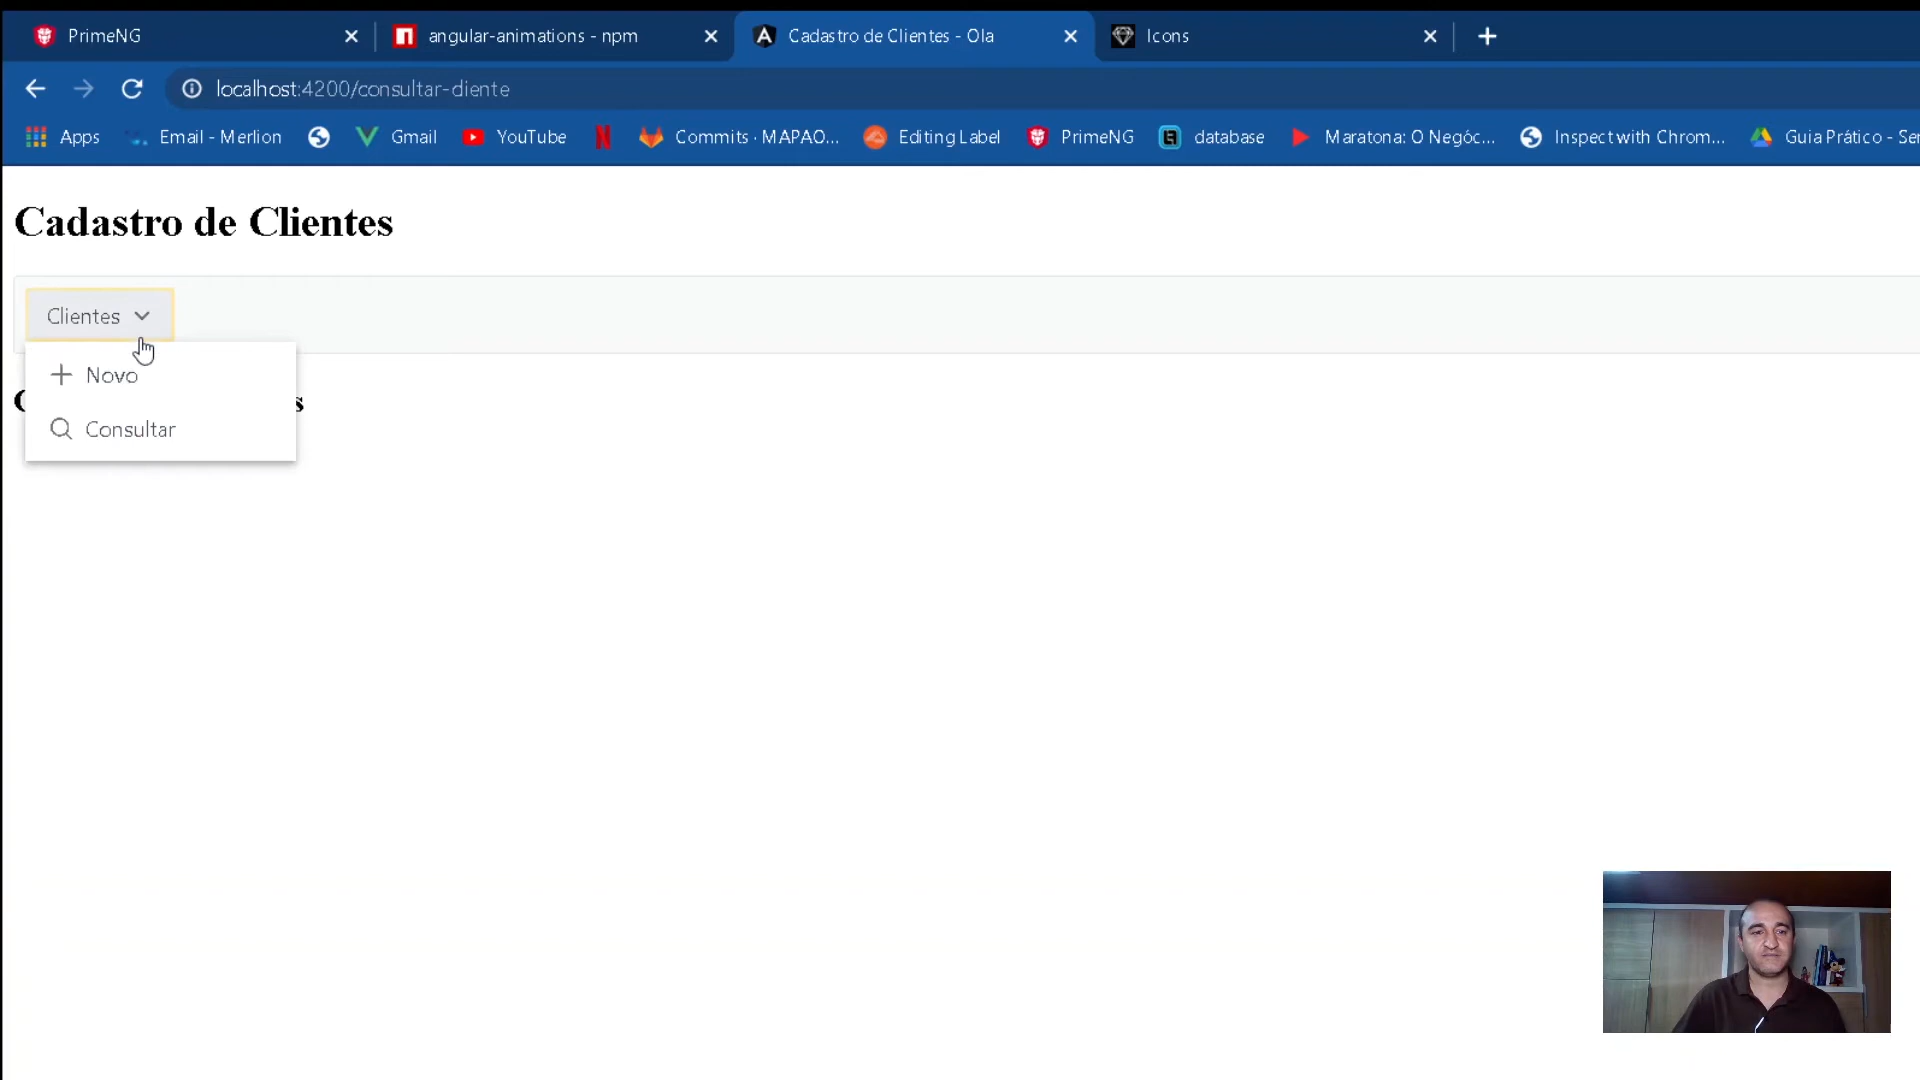 PrimeNG
angular-animations - npm
Cadastro de Clientes - Ola
Icons
localhost:4200/consultar-cliente
Apps
Email - Merlion
Gmail
YouTube
Commits · MAPAO...
Editing Label
PrimeNG
database
Maratona: O Negóc...
Inspect with Chrom...
Guia Prático - Ser
Cadastro de Clientes
Clientes
Novo
Consultar